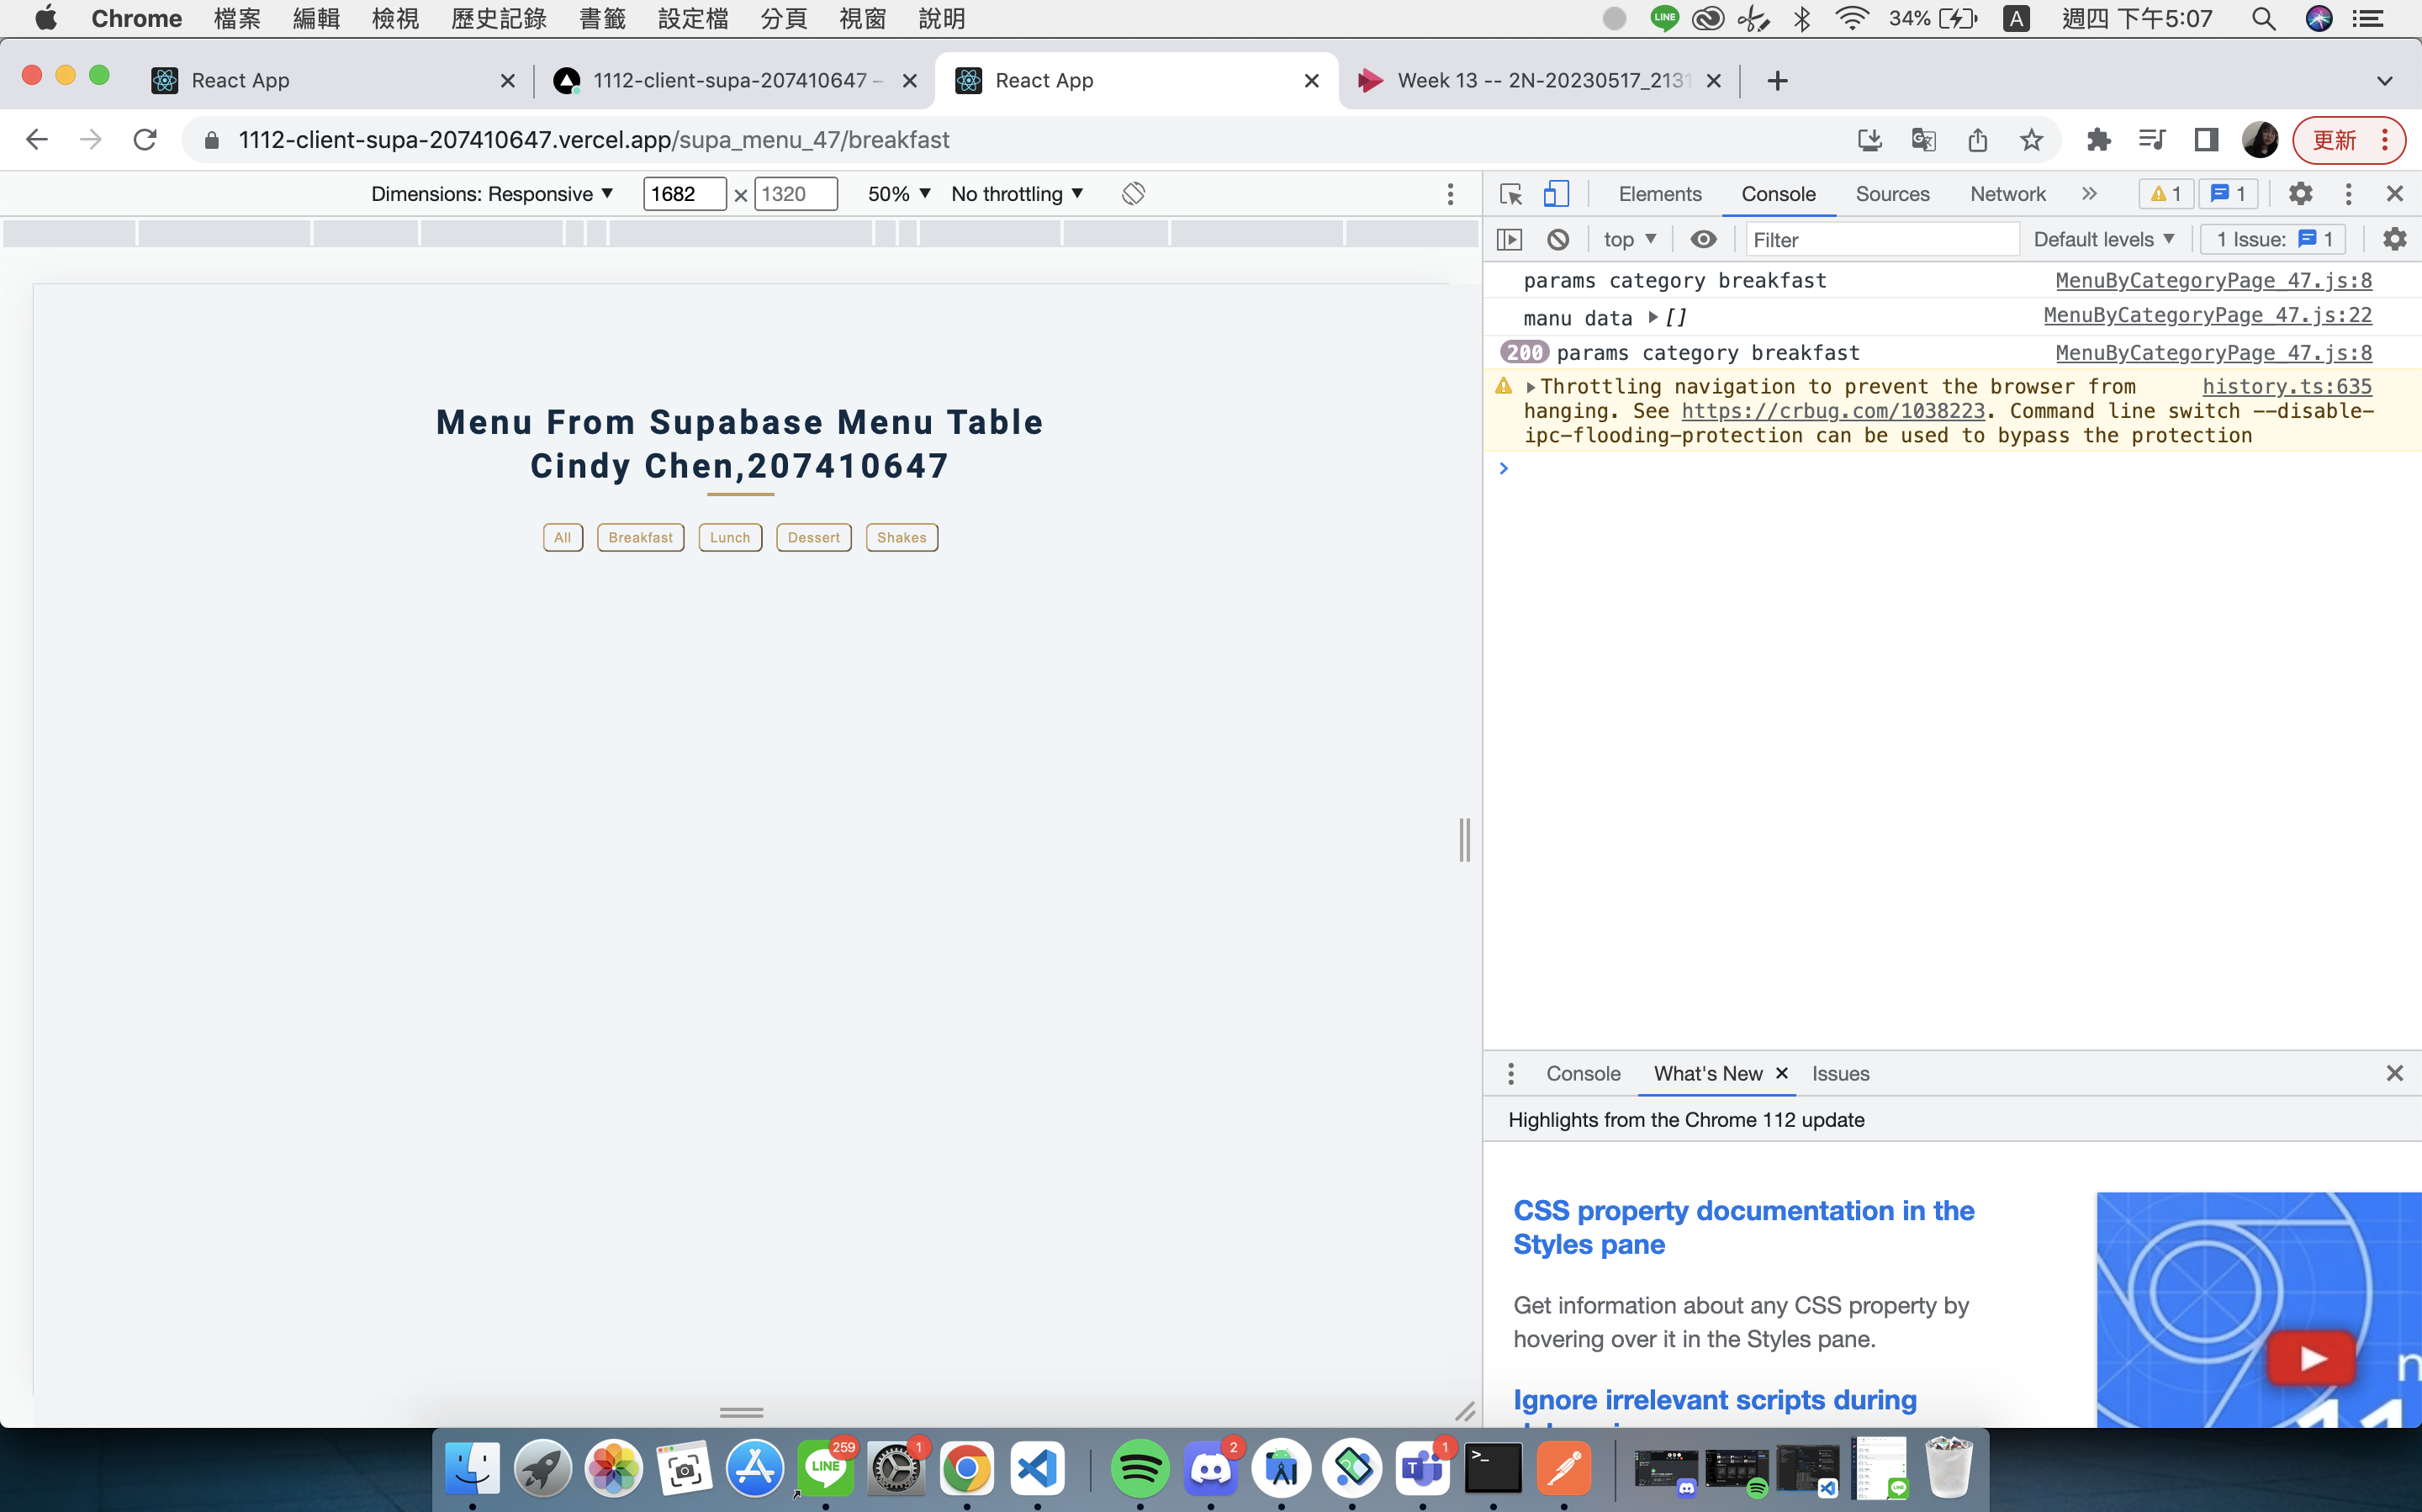 Chrome 檔案 編輯 檢視 歷史記錄 書籤 設定檔 分頁 視窗 說明 LINE 34% A 週四 下午5:07
React App 1112-client-supa-207410647 – React App Week 13 -- 2N-20230517_2131
1112-client-supa-207410647.vercel.app/supa_menu_47/breakfast 更新
Dimensions: Responsive 1682 × 1320 50% No throttling
Elements Console Sources Network 1 1
top Filter Default levels 1 Issue: 1
params category breakfast MenuByCategoryPage_47.js:8
manu data [] MenuByCategoryPage_47.js:22
200 params category breakfast MenuByCategoryPage_47.js:8
Throttling navigation to prevent the browser from history.ts:635
hanging. See https://crbug.com/1038223. Command line switch --disable-
ipc-flooding-protection can be used to bypass the protection
Menu From Supabase Menu Table
Cindy Chen,207410647
All Breakfast Lunch Dessert Shakes
Console What's New Issues
Highlights from the Chrome 112 update
CSS property documentation in the
Styles pane
Get information about any CSS property by
hovering over it in the Styles pane.
Ignore irrelevant scripts during
LINE 259 1 2 T 1